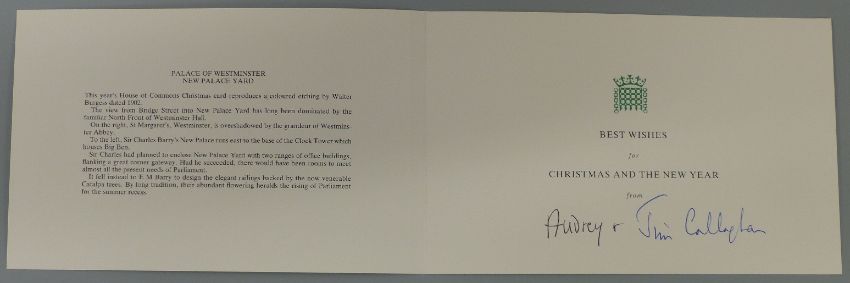 PALACE OF WESTMINSTER
NEW PALACE YARD
This year's House of Commons Christmas card reproduces a coloured etching by Walter
Burgess dated 1902.
The view from Bridge Street into New Palace Yard has long been dominated by the
familiar North Front of Westminster Hall.
On the right, St Margaret's, Westminster, is overshadowed by the grandeur of Westmins-
ter Abbey.
To the left, Sir Charles Barry's New Palace runs east to the base of the Clock Tower which
houses Big Ben.
Sir Charles had planned to enclose New Palace Yard with two ranges of office buildings,
flanking a great corner gateway. Had he succeeded, there would have been rooms to meet
almost all the present needs of Parliament.
It fell instead to E M Barry to design the elegant railings backed by the now venerable
Catalpa trees. By long tradition, their abundant flowering heralds the rising of Parliament
for the summer recess.
BEST WISHES
for
CHRISTMAS AND THE NEW YEAR
from
Audrey + Jim Callaghan